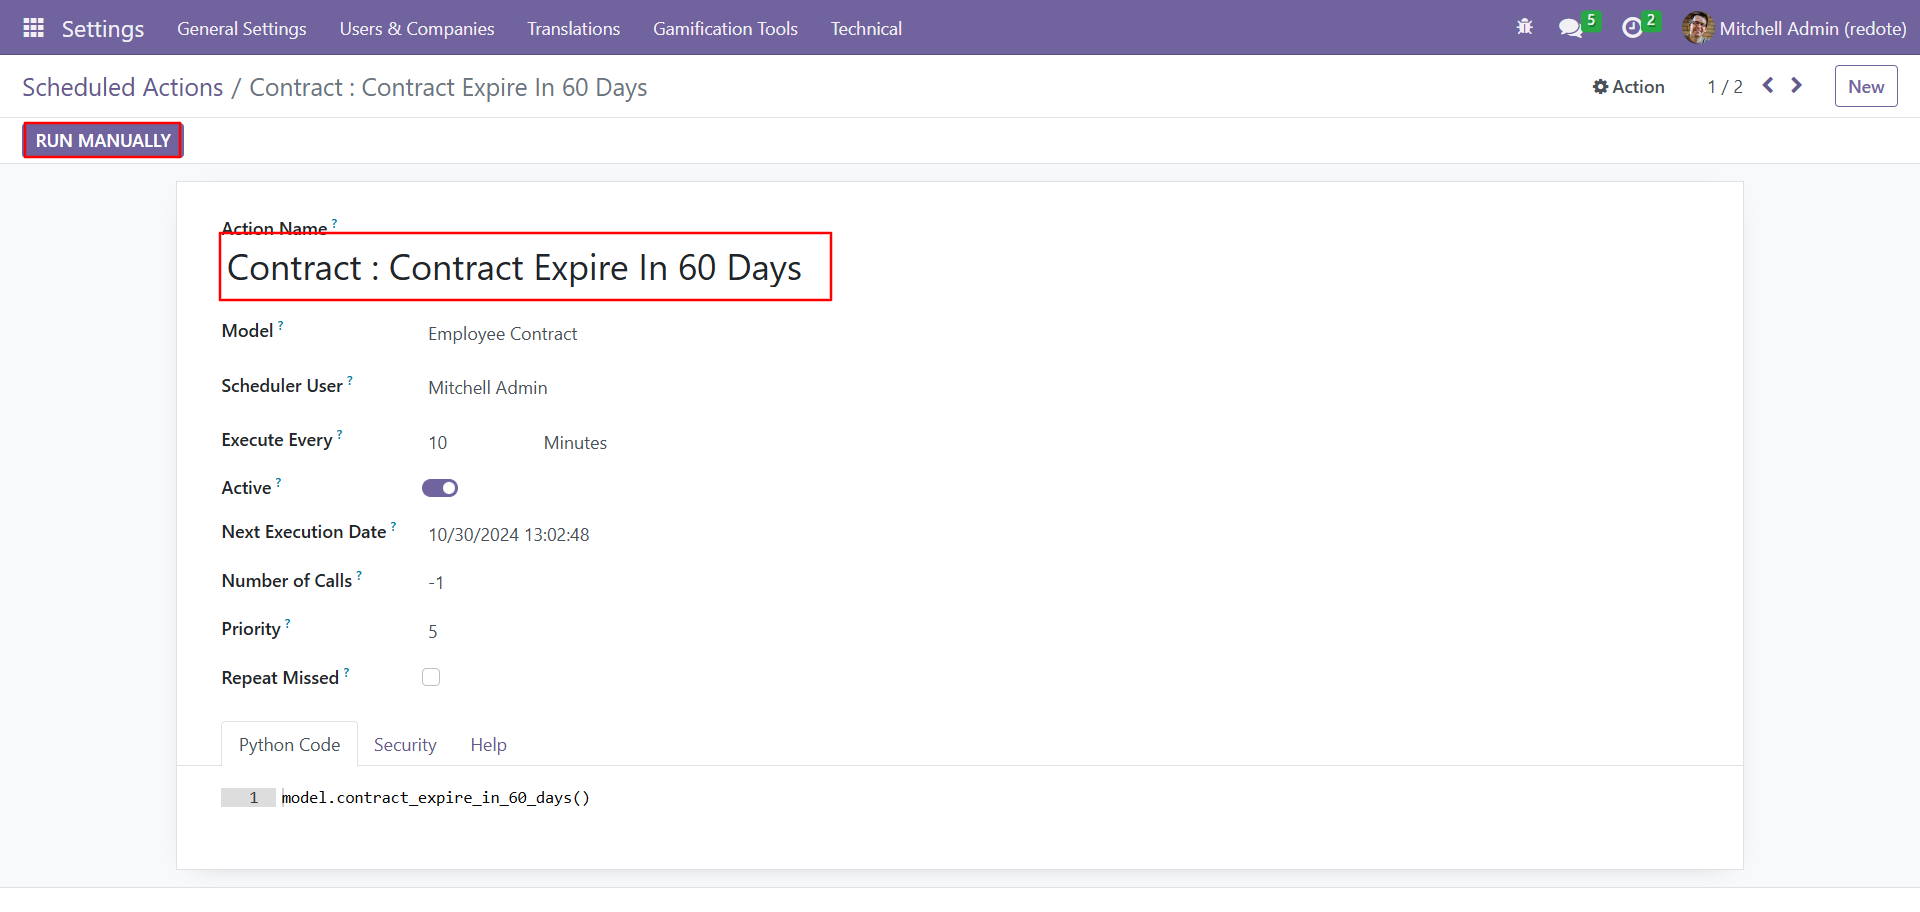 Settings General Settings Users & Companies Translations Gamification Tools Technical 5 2 Mitchell Admin (redote)
Scheduled Actions / Contract : Contract Expire In 60 Days Action 1 / 2 New
RUN MANUALLY
Action Name ?
Contract : Contract Expire In 60 Days
Model ? Employee Contract
Scheduler User ? Mitchell Admin
Execute Every ? 10 Minutes
Active ?
Next Execution Date ? 10/30/2024 13:02:48
Number of Calls ? -1
Priority ? 5
Repeat Missed ?
Python Code Security Help
1 model.contract_expire_in_60_days()